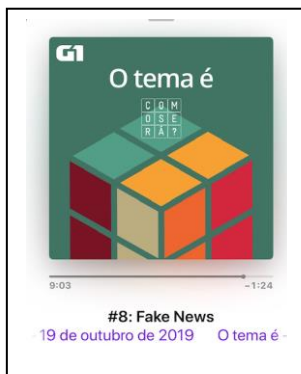 G1
O tema é
COM
OSE
RÁ?
9:03 -1:24
#8: Fake News
19 de outubro de 2019 O tema é -